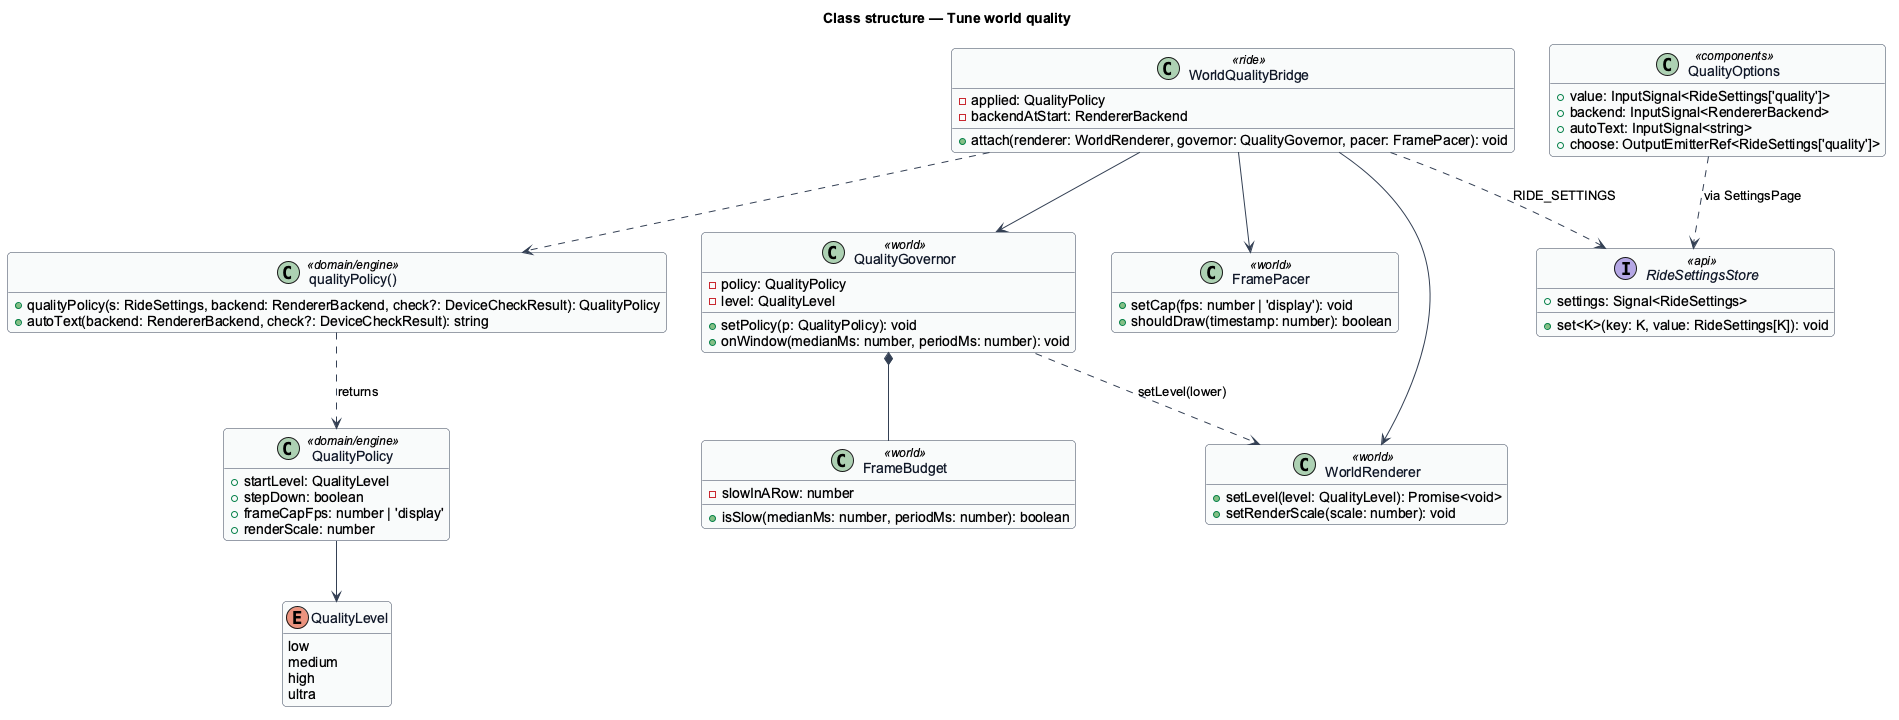 Class structure — Tune world quality
«ride»
C WorldQualityBridge
applied: QualityPolicy
backendAtStart: RendererBackend
attach(renderer: WorldRenderer, governor: QualityGovernor, pacer: FramePacer): void
«components»
C QualityOptions
value: InputSignal<RideSettings['quality']>
backend: InputSignal<RendererBackend>
autoText: InputSignal<string>
choose: OutputEmitterRef<RideSettings['quality']>
RIDE_SETTINGS
via SettingsPage
«domain/engine»
C qualityPolicy()
qualityPolicy(s: RideSettings, backend: RendererBackend, check?: DeviceCheckResult): QualityPolicy
autoText(backend: RendererBackend, check?: DeviceCheckResult): string
«world»
C QualityGovernor
policy: QualityPolicy
level: QualityLevel
setPolicy(p: QualityPolicy): void
onWindow(medianMs: number, periodMs: number): void
«world»
C FramePacer
setCap(fps: number | 'display'): void
shouldDraw(timestamp: number): boolean
«api»
I RideSettingsStore
settings: Signal<RideSettings>
set<K>(key: K, value: RideSettings[K]): void
returns
setLevel(lower)
«domain/engine»
C QualityPolicy
startLevel: QualityLevel
stepDown: boolean
frameCapFps: number | 'display'
renderScale: number
«world»
C FrameBudget
slowInARow: number
isSlow(medianMs: number, periodMs: number): boolean
«world»
C WorldRenderer
setLevel(level: QualityLevel): Promise<void>
setRenderScale(scale: number): void
E QualityLevel
low
medium
high
ultra